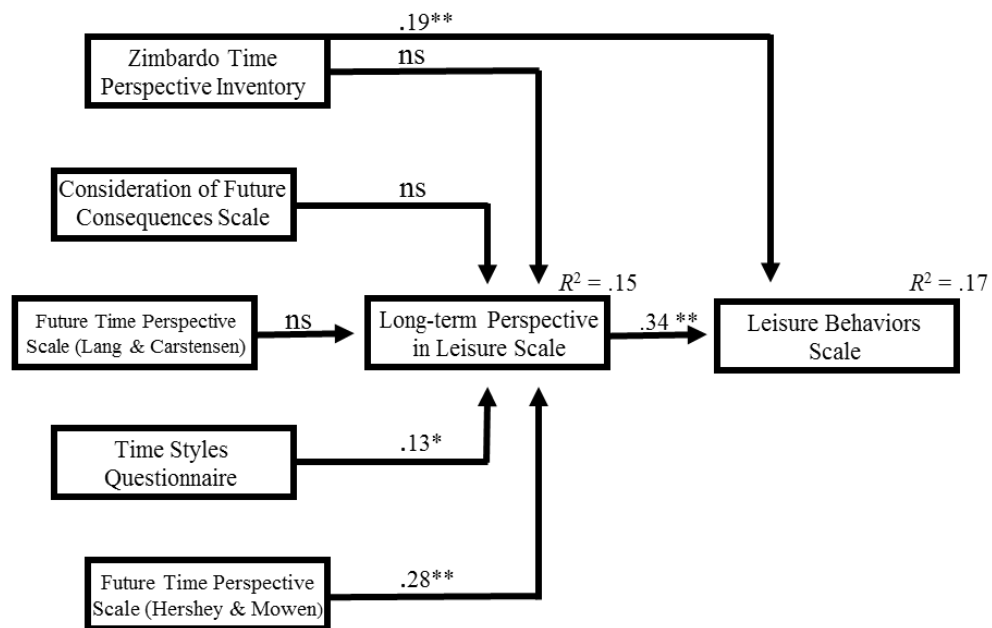 .19**
Zimbardo Time
Perspective Inventory
ns
Consideration of Future
Consequences Scale
ns
Future Time Perspective
Scale (Lang & Carstensen)
ns
R² = .15
Long-term Perspective
in Leisure Scale
.34 **
R² = .17
Leisure Behaviors
Scale
Time Styles
Questionnaire
.13*
Future Time Perspective
Scale (Hershey & Mowen)
.28**